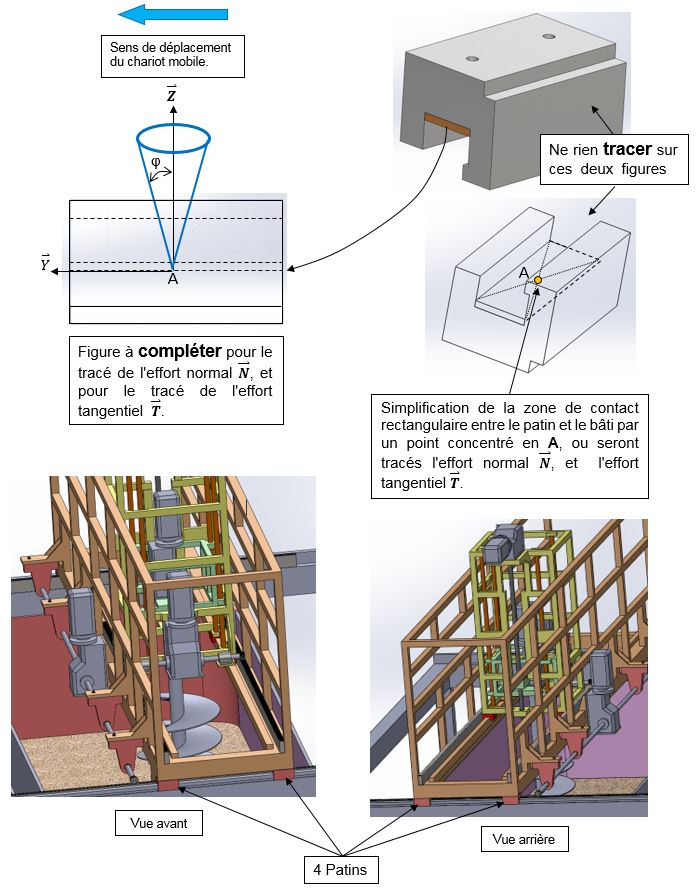 Sens de déplacement
du chariot mobile.
Z
φ
Y
A
Ne rien tracer sur
ces deux figures
A
Figure à compléter pour le
tracé de l'effort normal N, et
pour le tracé de l'effort
tangentiel T.
Simplification de la zone de contact
rectangulaire entre le patin et le bâti par
un point concentré en A, ou seront
tracés l'effort normal N, et l'effort
tangentiel T.
Vue avant
Vue arrière
4 Patins